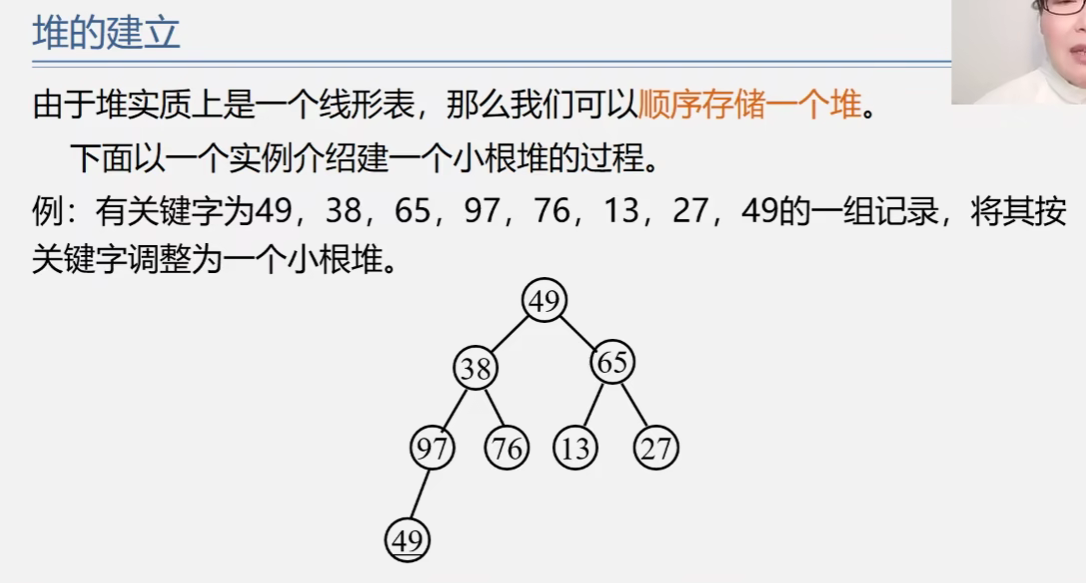 堆的建立
由于堆实质上是一个线形表，那么我们可以顺序存储一个堆。
下面以一个实例介绍建一个小根堆的过程。
例：有关键字为49，38，65，97，76，13，27，49的一组记录，将其按
关键字调整为一个小根堆。
49
38 65
97 76 13 27
49